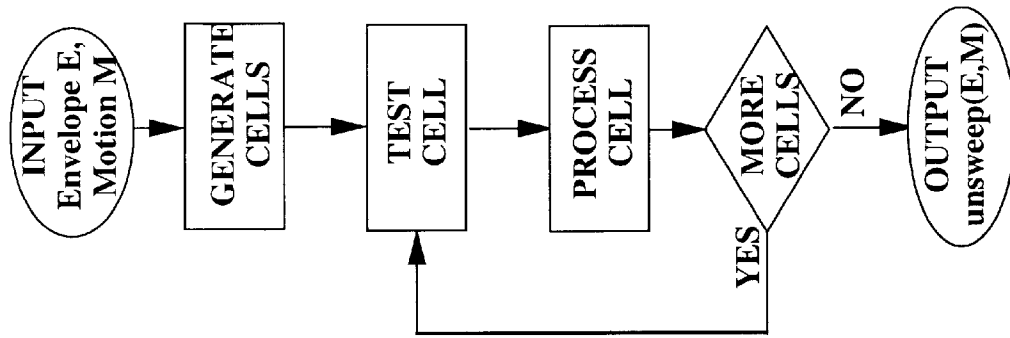 INPUT
Envelope E,
Motion M
GENERATE
CELLS
TEST
CELL
PROCESS
CELL
MORE
CELLS
YES
NO
OUTPUT
unsweep(E,M)